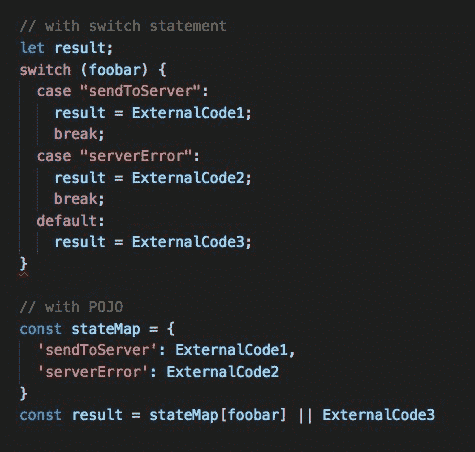 // with switch statement
let result;
switch (foobar) {
  case "sendToServer":
    result = ExternalCode1;
    break;
  case "serverError":
    result = ExternalCode2;
    break;
  default:
    result = ExternalCode3;
}

// with POJO
const stateMap = {
  'sendToServer': ExternalCode1,
  'serverError': ExternalCode2
}
const result = stateMap[foobar] || ExternalCode3